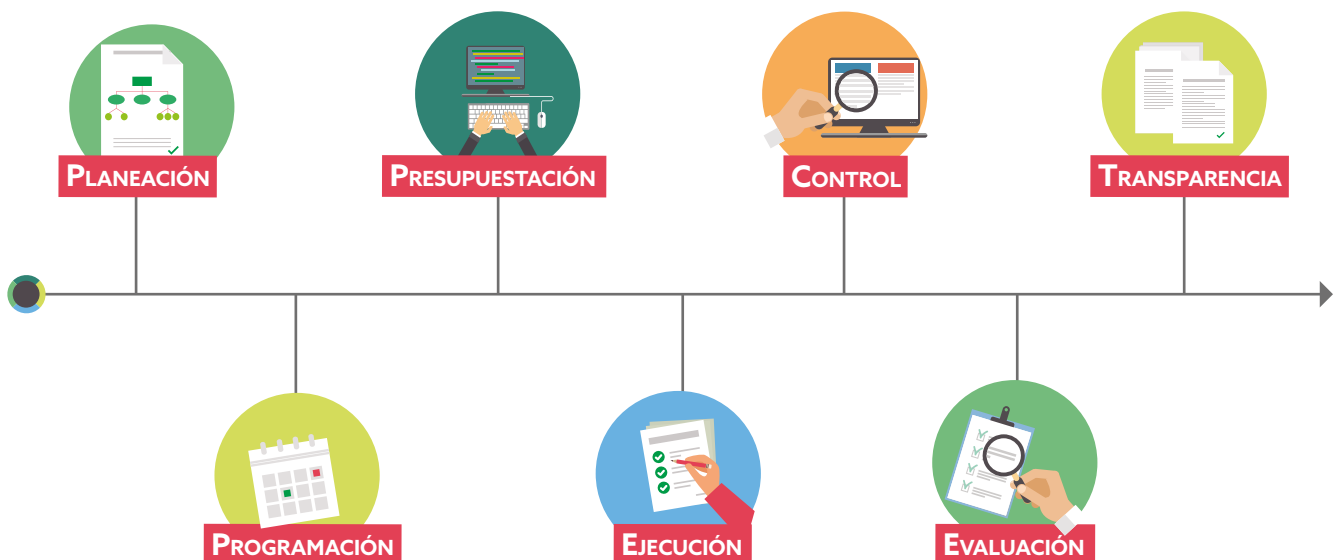 PLANEACIÓN
PRESUPUESTACIÓN
CONTROL
TRANSPARENCIA
PROGRAMACIÓN
EJECUCIÓN
EVALUACIÓN